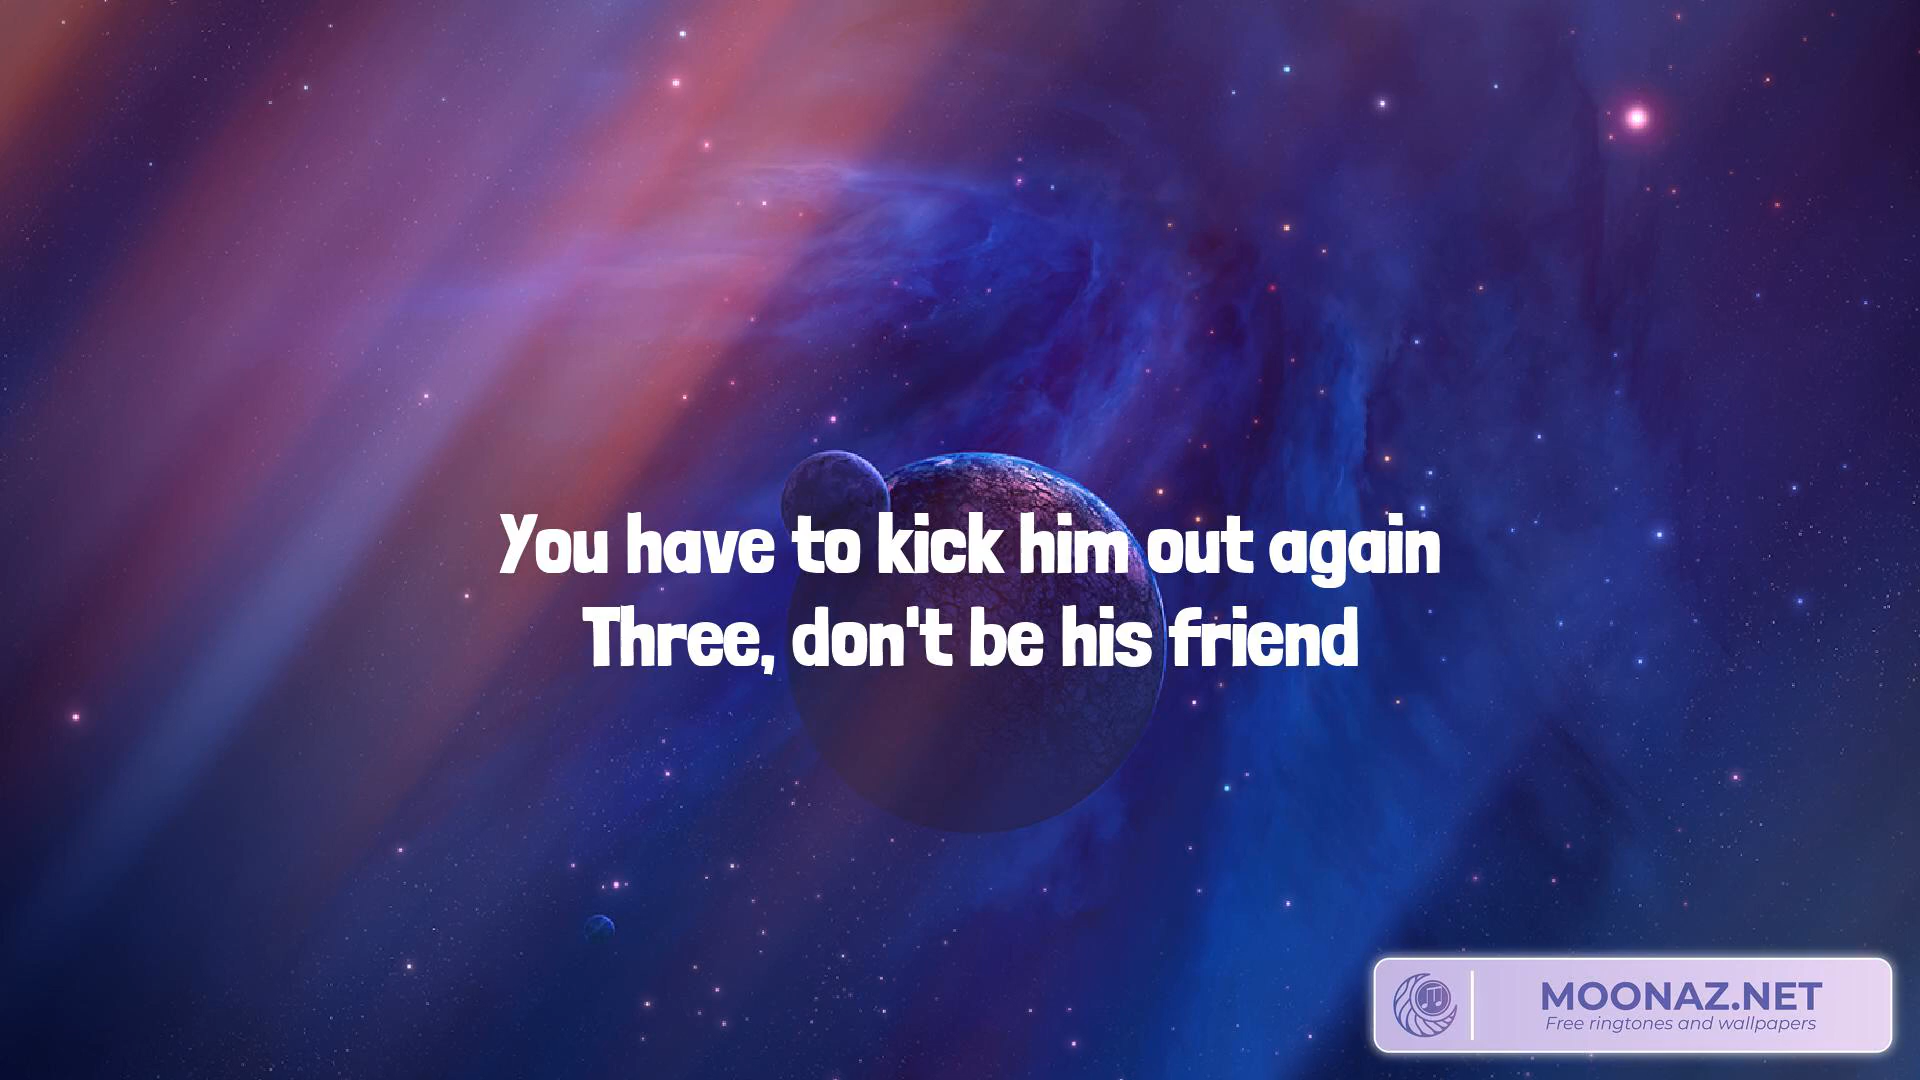 You have to kick him out again
Three, don't be his friend
MOONAZ.NET
Free ringtones and wallpapers